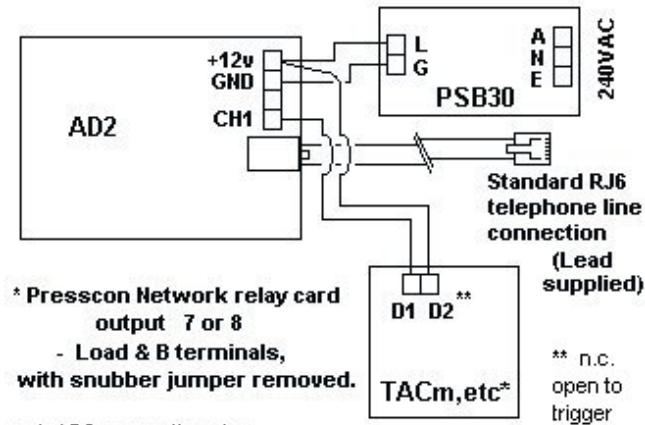 +12v
GND
CH1
AD2
L
G
A
N
E
PSB30
240VAC
Standard RJ6
telephone line
connection
(Lead
supplied)
* Presscon Network relay card
output 7 or 8
- Load & B terminals,
with snubber jumper removed.
D1 D2 **
TACm,etc*
** n.c.
open to
trigger